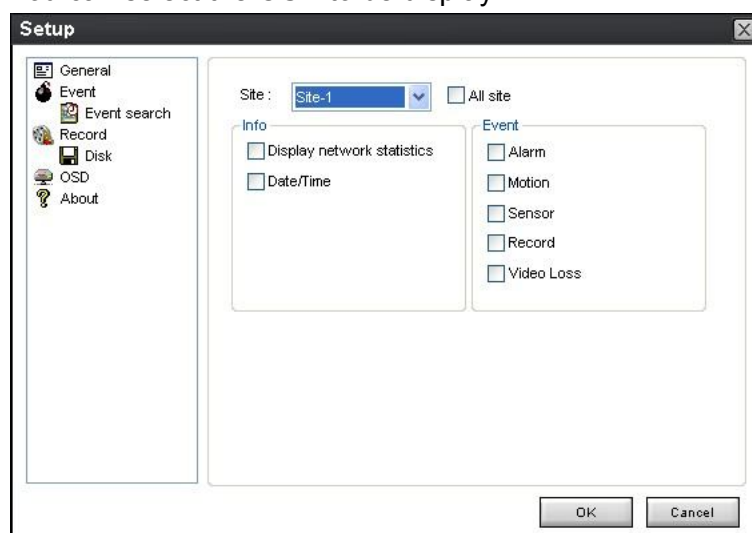 Setup
General
Event
Event search
Record
Disk
OSD
About
Site : Site-1 All site
Info
Display network statistics
Date/Time
Event
Alarm
Motion
Sensor
Record
Video Loss
OK Cancel